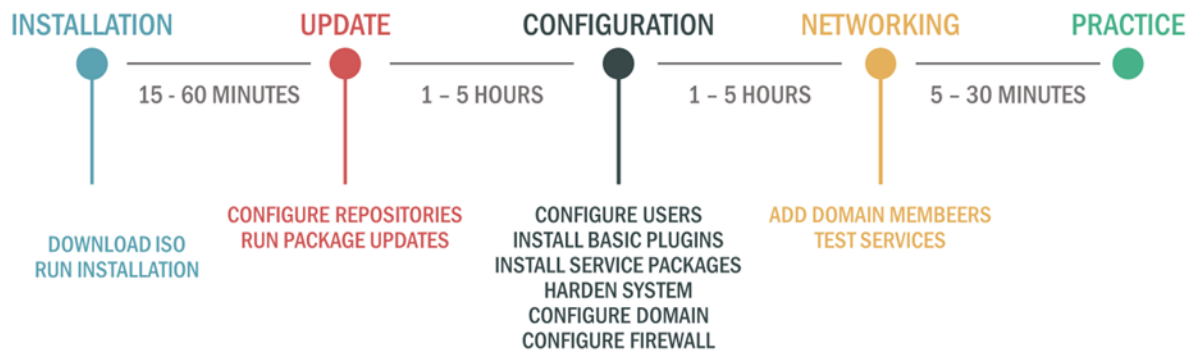 INSTALLATION
UPDATE
CONFIGURATION
NETWORKING
PRACTICE
15 - 60 MINUTES
1 – 5 HOURS
1 – 5 HOURS
5 – 30 MINUTES
DOWNLOAD ISO
RUN INSTALLATION
CONFIGURE REPOSITORIES
RUN PACKAGE UPDATES
CONFIGURE USERS
INSTALL BASIC PLUGINS
INSTALL SERVICE PACKAGES
HARDEN SYSTEM
CONFIGURE DOMAIN
CONFIGURE FIREWALL
ADD DOMAIN MEMBEERS
TEST SERVICES